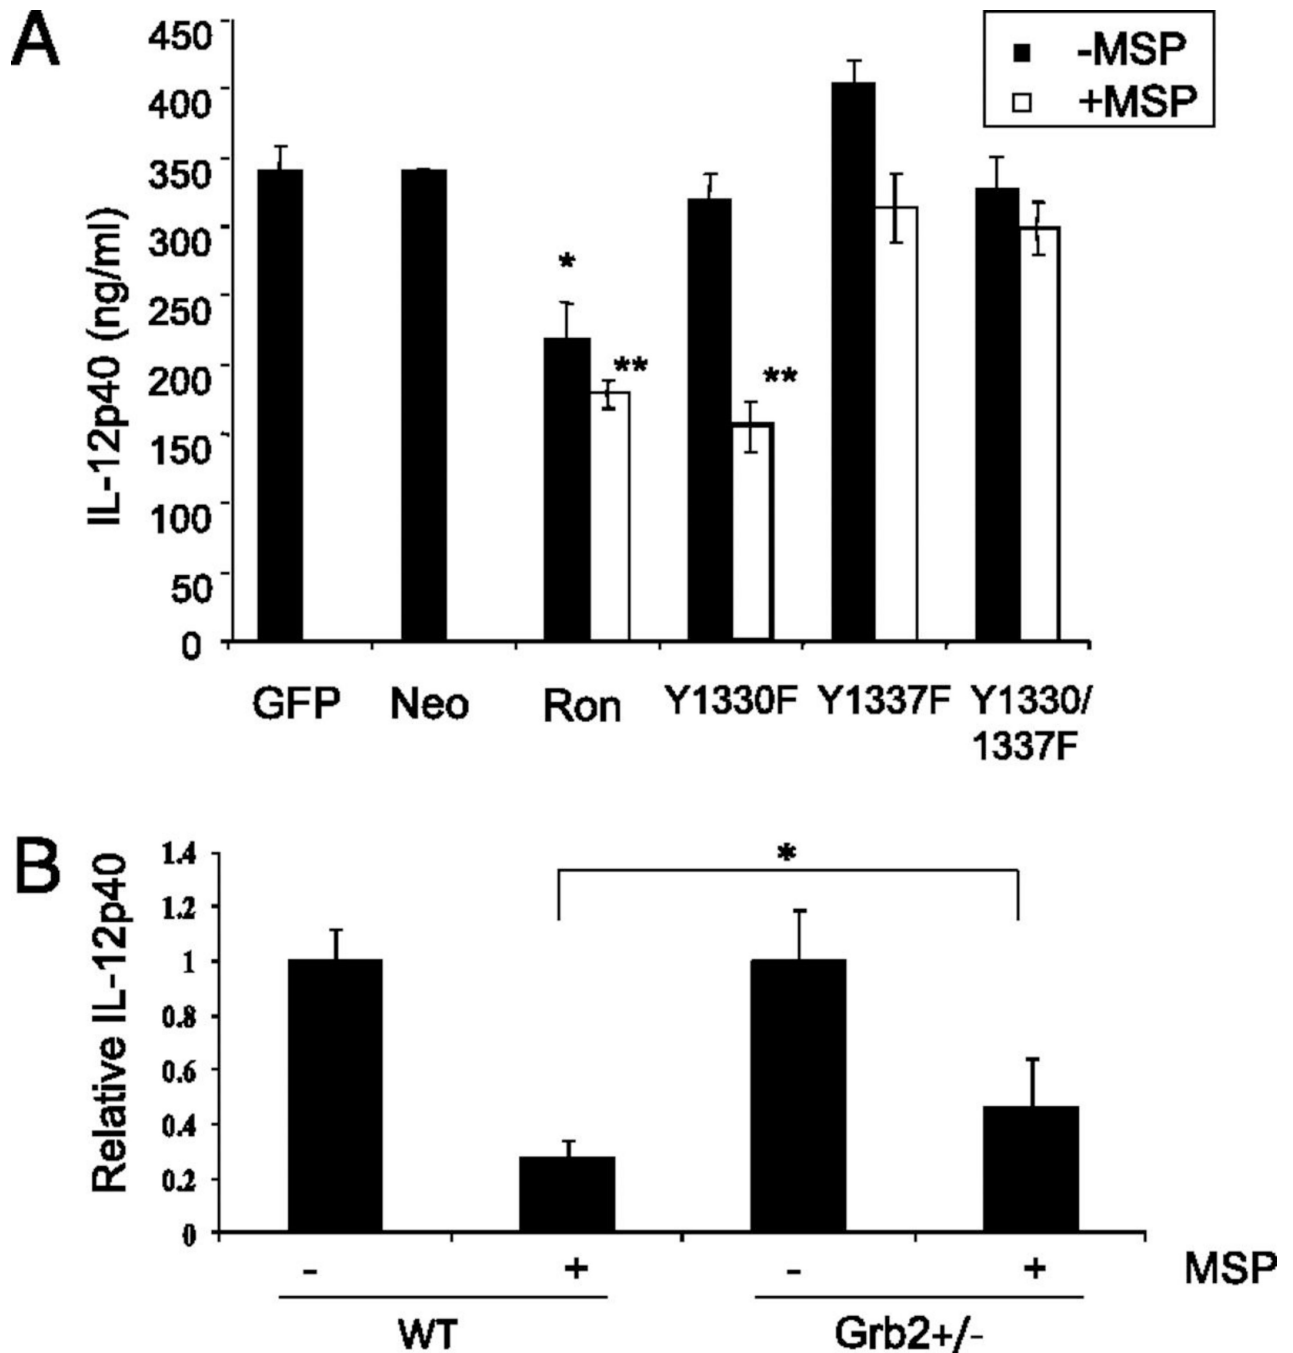 A
450
400
350
300
250
200
150
100
50
0
IL-12p40 (ng/ml)
-MSP
+MSP
*
**
**
GFP Neo Ron Y1330F Y1337F Y1330/
1337F
B
1.4
1.2
1
0.8
0.6
0.4
0.2
0
Relative IL-12p40
*
- + - + MSP
WT Grb2+/-